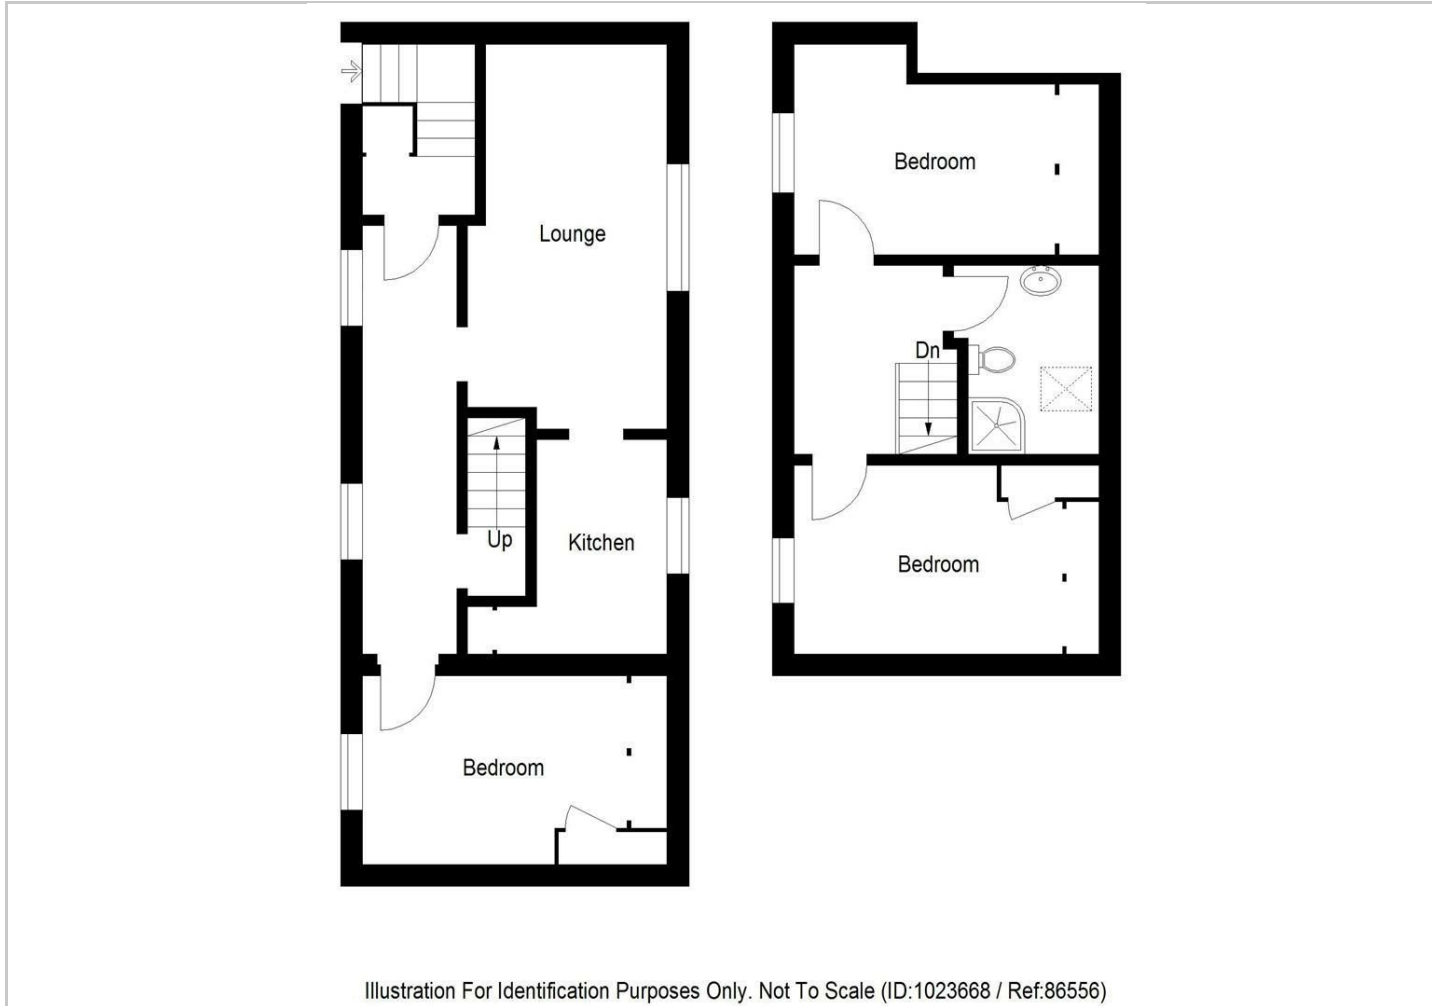 Lounge
Up
Kitchen
Bedroom
Bedroom
Dn
Bedroom
Illustration For Identification Purposes Only. Not To Scale (ID:1023668 / Ref:86556)